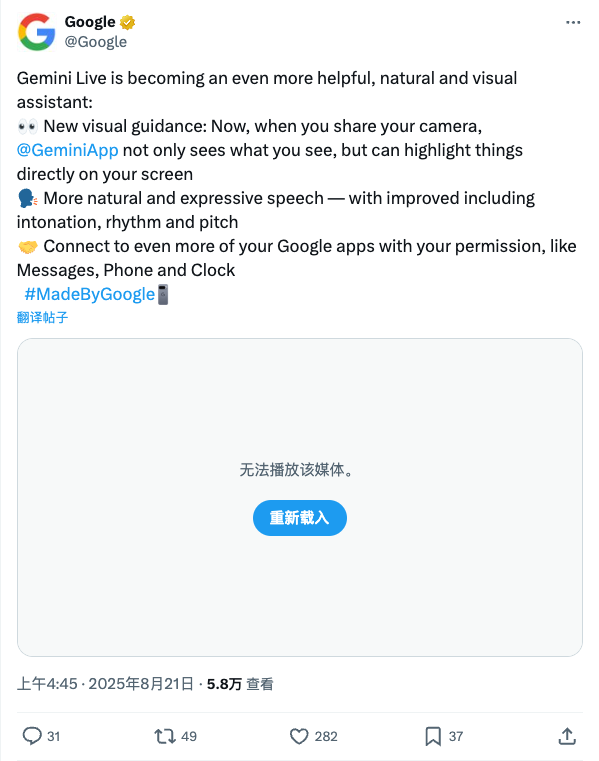 Google
@Google
Gemini Live is becoming an even more helpful, natural and visual
assistant:
👀 New visual guidance: Now, when you share your camera,
@GeminiApp not only sees what you see, but can highlight things
directly on your screen
🗣️ More natural and expressive speech — with improved including
intonation, rhythm and pitch
🤝 Connect to even more of your Google apps with your permission, like
Messages, Phone and Clock
#MadeByGoogle
翻译帖子
无法播放该媒体。
重新载入
上午4:45 · 2025年8月21日 · 5.8万 查看
31 49 282 37